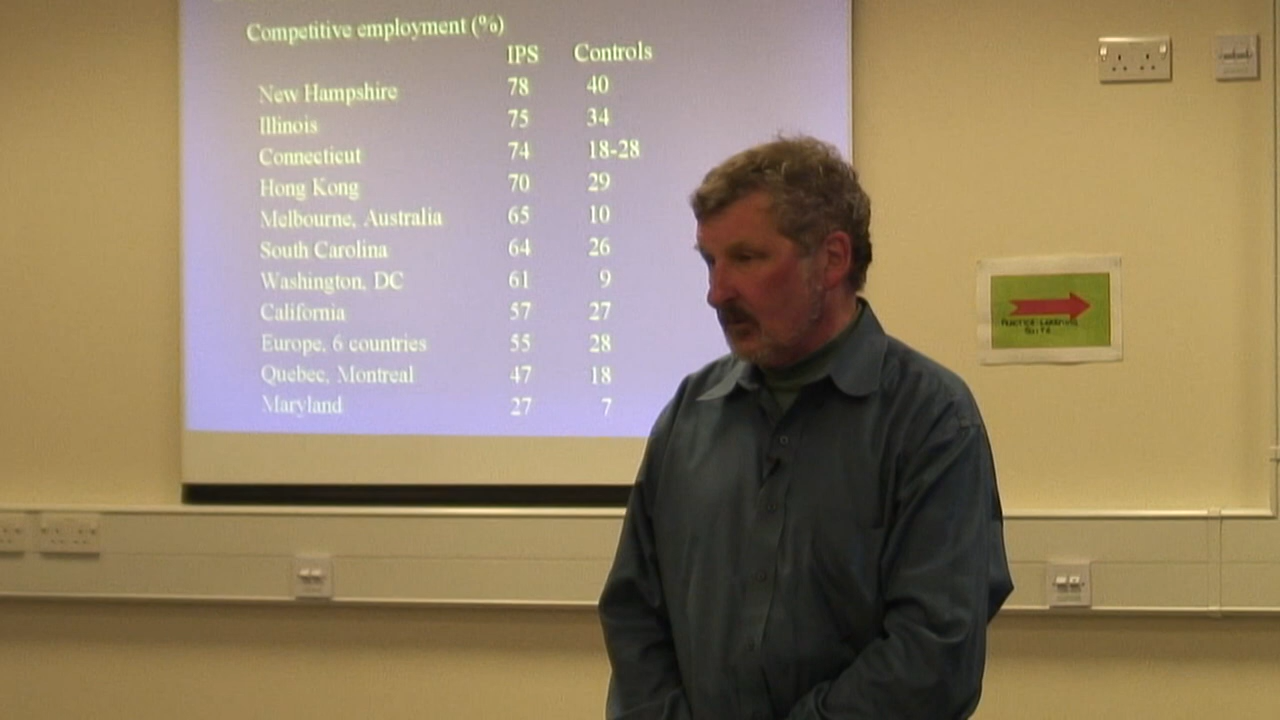 Competitive employment (%)
IPS Controls
New Hampshire 78 40
Illinois 75 34
Connecticut 74 18-28
Hong Kong 70 29
Melbourne, Australia 65 10
South Carolina 64 26
Washington, DC 61 9
California 57 27
Europe, 6 countries 55 28
Quebec, Montreal 47 18
Maryland 27 7